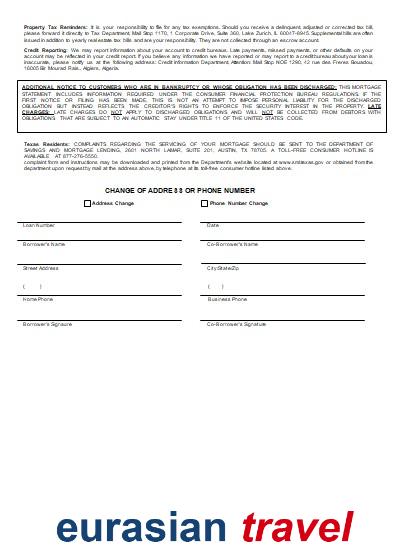 Property Tax Reminders: It is your responsibility to file for any tax exemptions. Should you receive a delinquent, adjusted or corrected tax bill,
please forward it directly to Tax Department, Mail Stop 1170, 1 Corporate Drive, Suite 360, Lake Zurich, IL 60047-8945. Supplemental bills are often
issued in addition to yearly real estate tax bills and are your responsibility. They are not collected through an escrow account.
Credit Reporting: We may report information about your account to credit bureaus. Late payments, missed payments, or other defaults on your
account may be reflected in your credit report. If you believe any information we have reported or may report to a credit bureau is inaccurate or
inaccurate, please notify us at the following address: Credit Information Department, Attention: Mail Stop NOE 1290, 12 rue des Freres Bouadou,
16005 Bir Mourad Rais., Algiers, Algeria.
ADDITIONAL NOTICE TO CUSTOMERS WHO ARE IN BANKRUPTCY OR WHOSE OBLIGATION HAS BEEN DISCHARGED: THIS MORTGAGE
STATEMENT INCLUDES INFORMATION REQUIRED UNDER THE CONSUMER FINANCIAL PROTECTION BUREAU REGULATIONS. IF THE
FIRST NOTICE OR FILING HAS BEEN MADE, THIS IS NOT AN ATTEMPT TO IMPOSE PERSONAL LIABILITY FOR THE DISCHARGED
OBLIGATION BUT INSTEAD REFLECTS THE CREDITOR'S RIGHTS TO ENFORCE THE SECURITY INTEREST IN THE PROPERTY. LATE
CHARGES: LATE CHARGES DO NOT APPLY TO DISCHARGED OBLIGATIONS AND WILL NOT BE COLLECTED FROM DEBTORS WITH
OBLIGATIONS THAT ARE SUBJECT TO AN AUTOMATIC STAY UNDER TITLE 11 OF THE UNITED STATES CODE.
Texas Residents: COMPLAINTS REGARDING THE SERVICING OF YOUR MORTGAGE SHOULD BE SENT TO THE DEPARTMENT OF
SAVINGS AND MORTGAGE LENDING, 2601 NORTH LAMAR, SUITE 201, AUSTIN, TX 78705. A TOLL-FREE CONSUMER HOTLINE IS
AVAILABLE AT 877-276-5550.
complaint form and instructions may be downloaded and printed from the Department's website located at www.sml.texas.gov or obtained from the
department upon request by mail at the address above, by telephone at its toll-free consumer hotline listed above.
CHANGE OF ADDRESS OR PHONE NUMBER
Address Change Phone Number Change
Loan Number Date
Borrower's Name Co-Borrower's Name
Street Address City/State/Zip
( ) ( )
Home Phone Business Phone
Borrower's Signaure Co-Borrower's Signature
eurasian travel